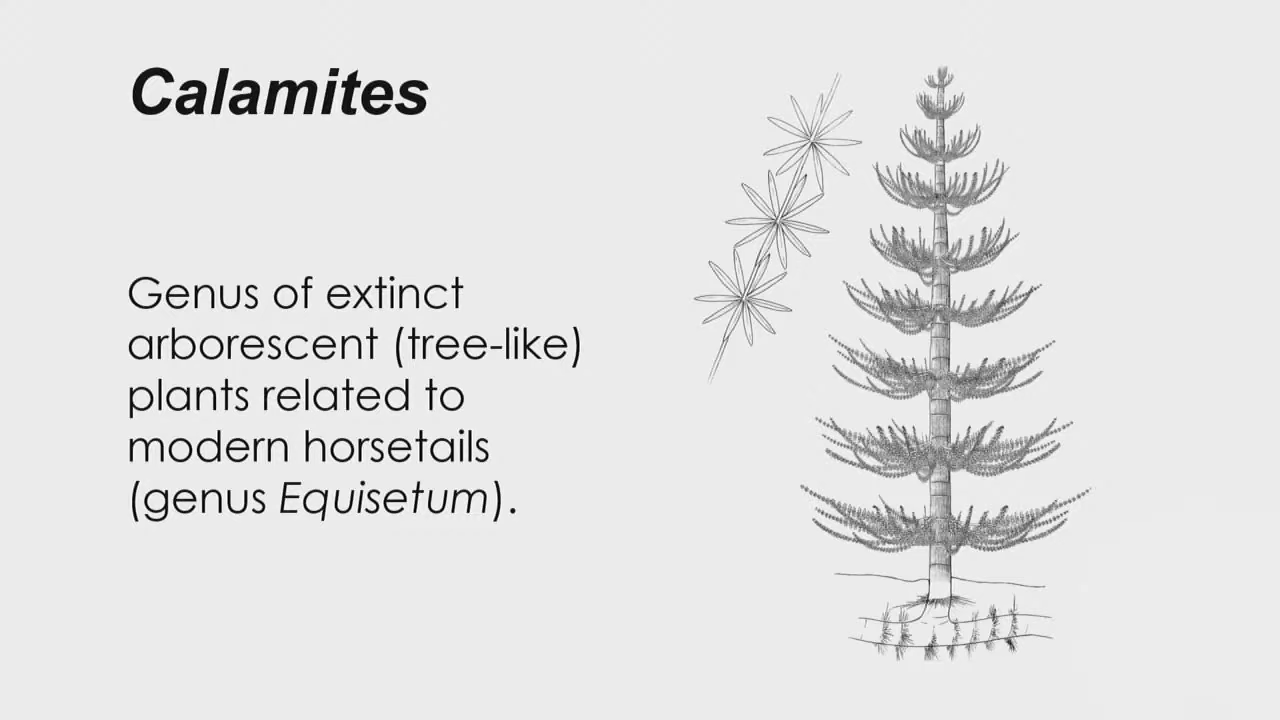 Calamites
Genus of extinct
arborescent (tree-like)
plants related to
modern horsetails
(genus Equisetum).